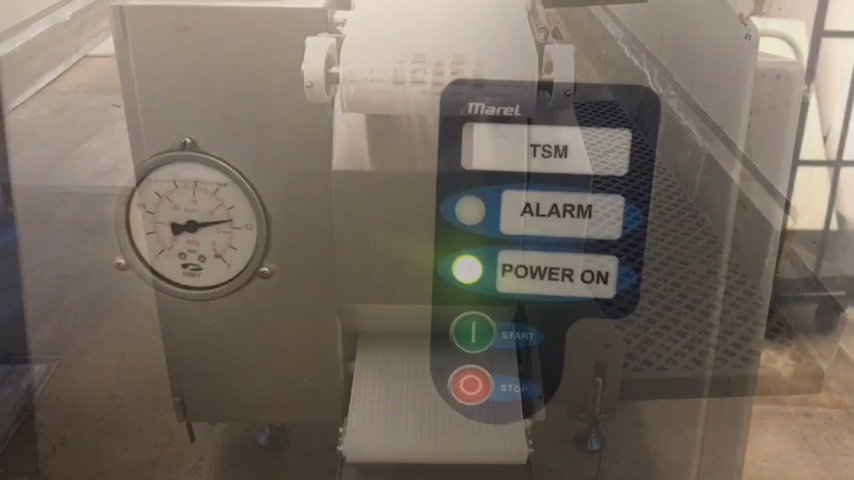 marel
TSM
ALARM
POWER ON
START
STOP